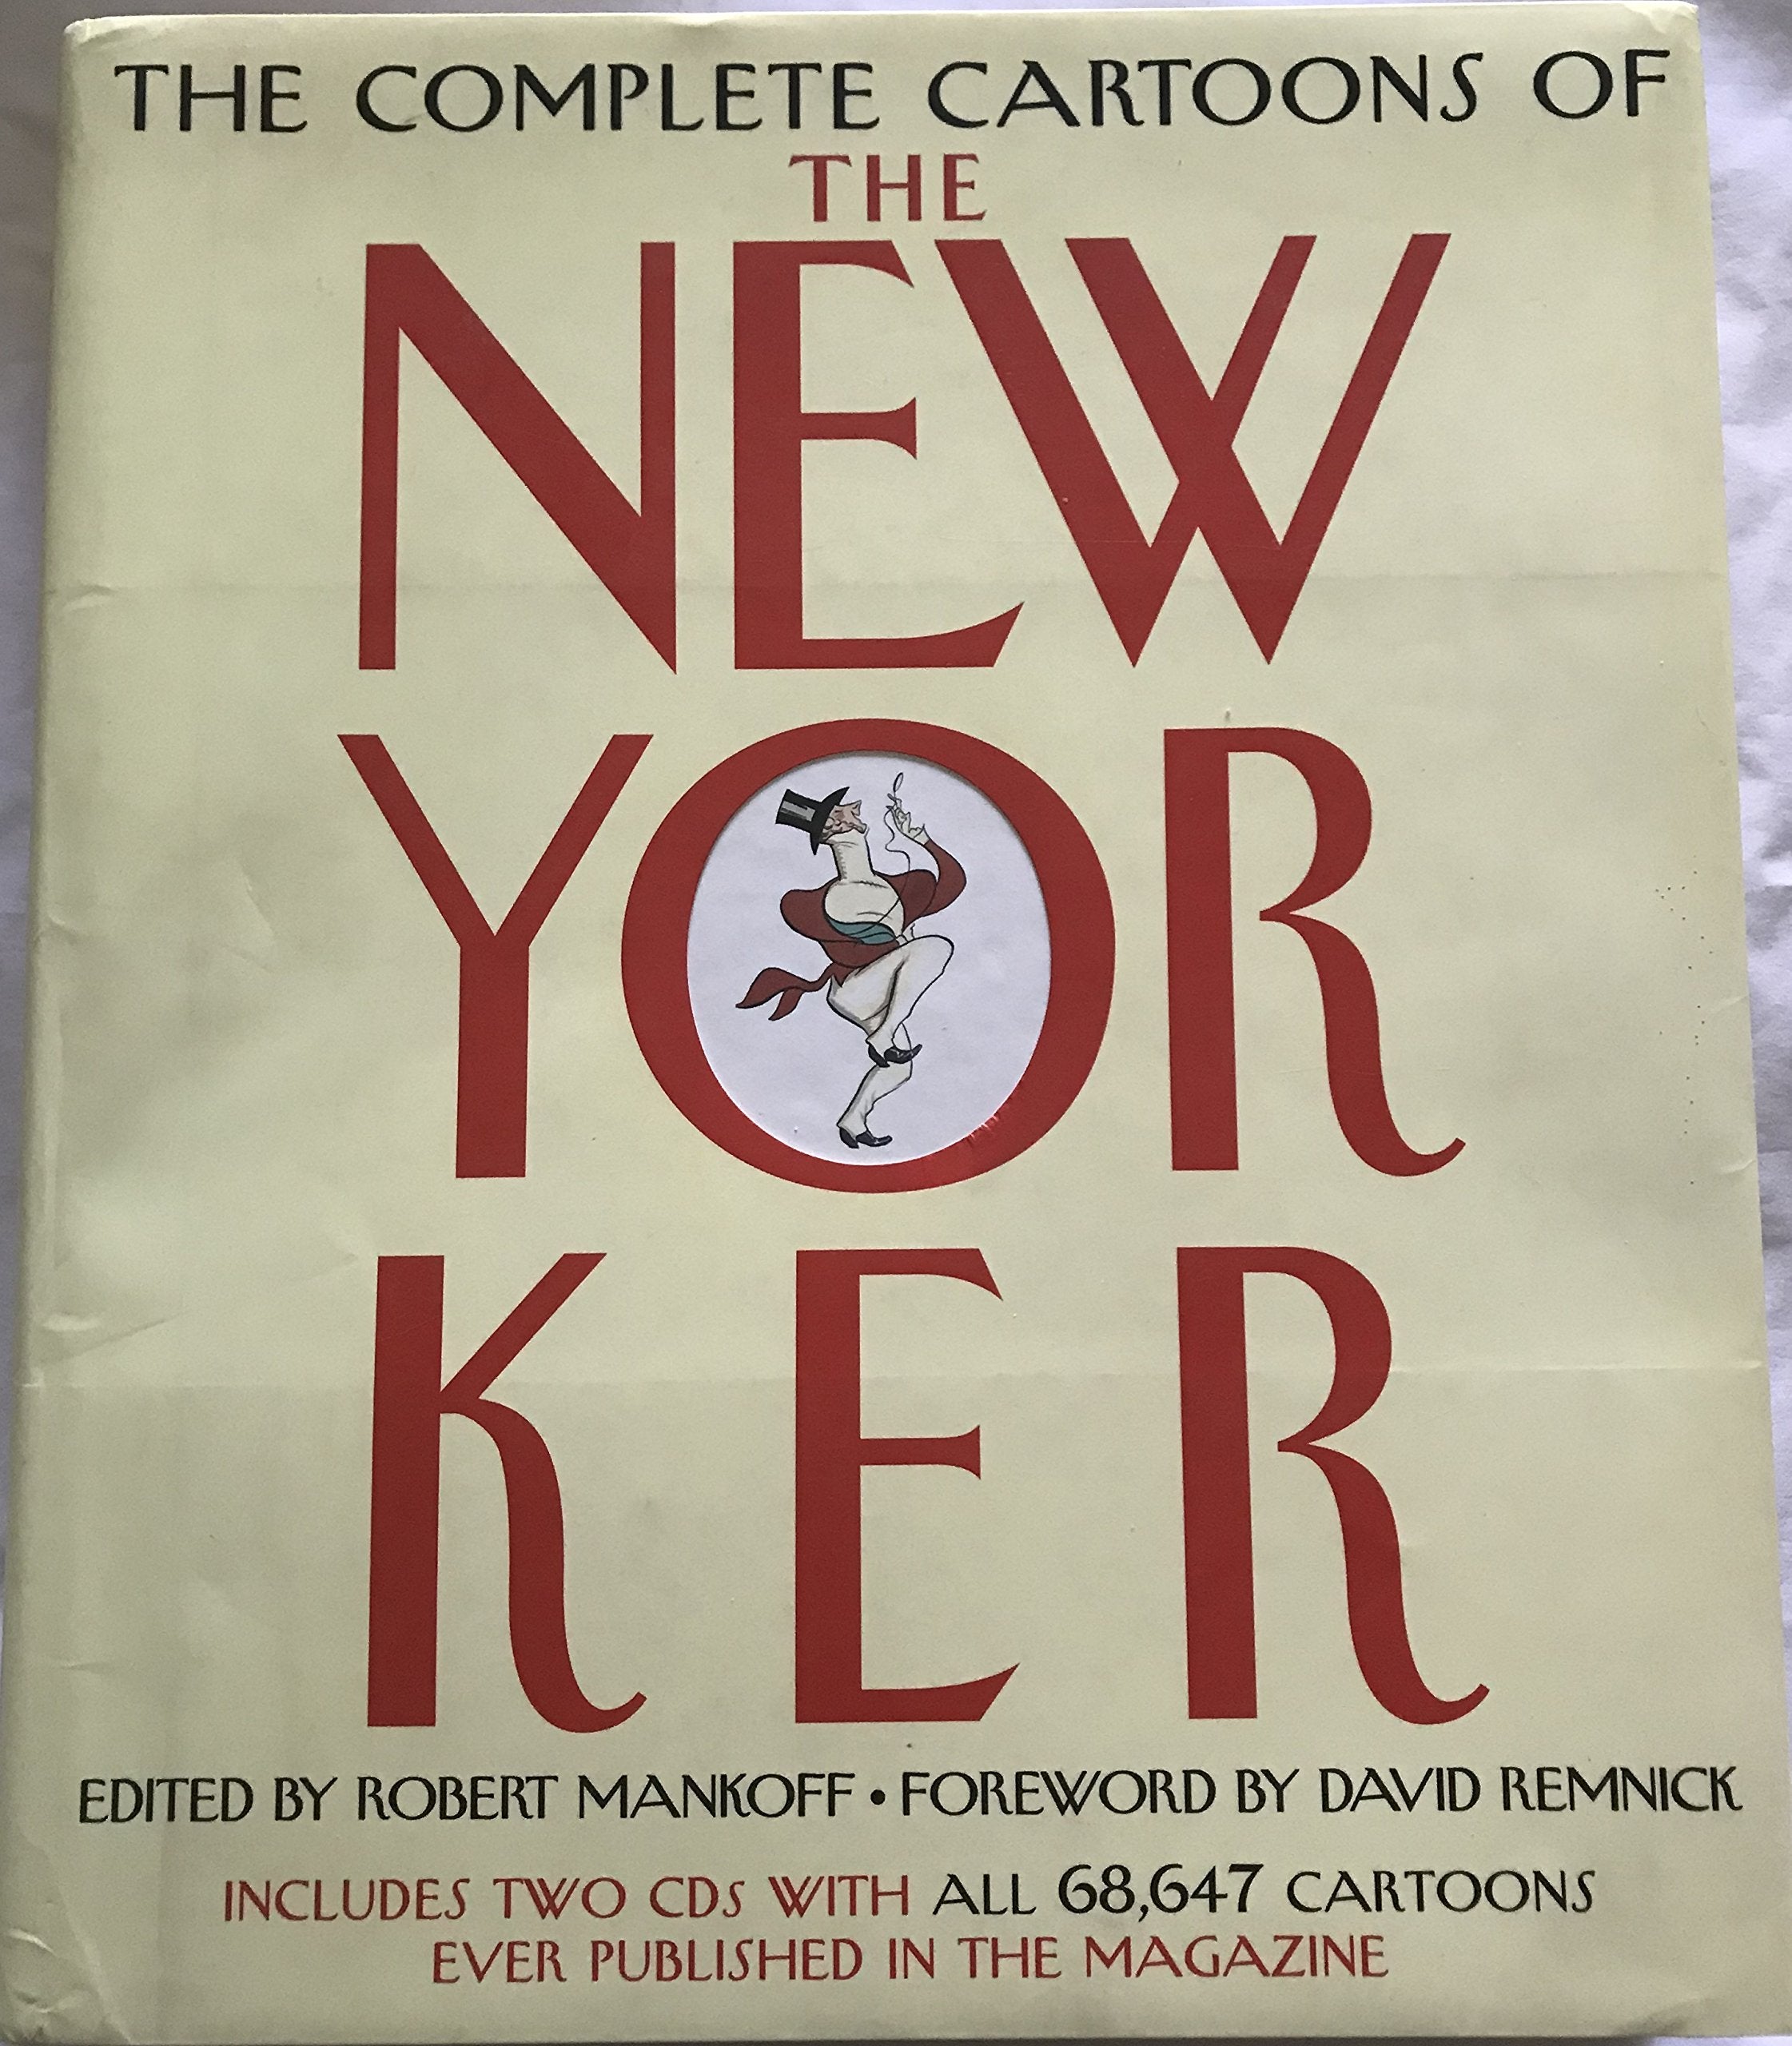 THE COMPLETE CARTOONS OF
THE
NEW
YOR
KER
EDITED BY ROBERT MANKOFF • FOREWORD BY DAVID REMNICK
INCLUDES TWO CDs WITH ALL 68,647 CARTOONS
EVER PUBLISHED IN THE MAGAZINE